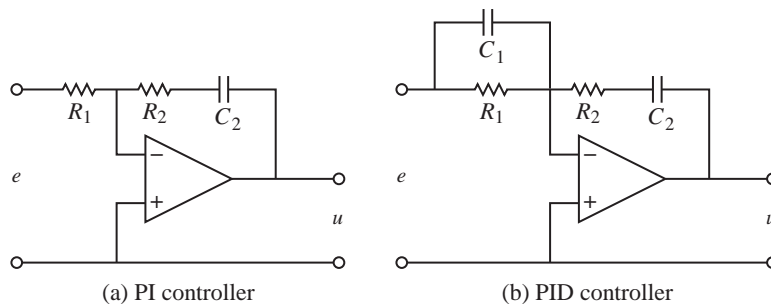 C1
R1 R2 C2
−
+
e
u
(a) PI controller
R1 R2 C2
−
+
e
u
(b) PID controller